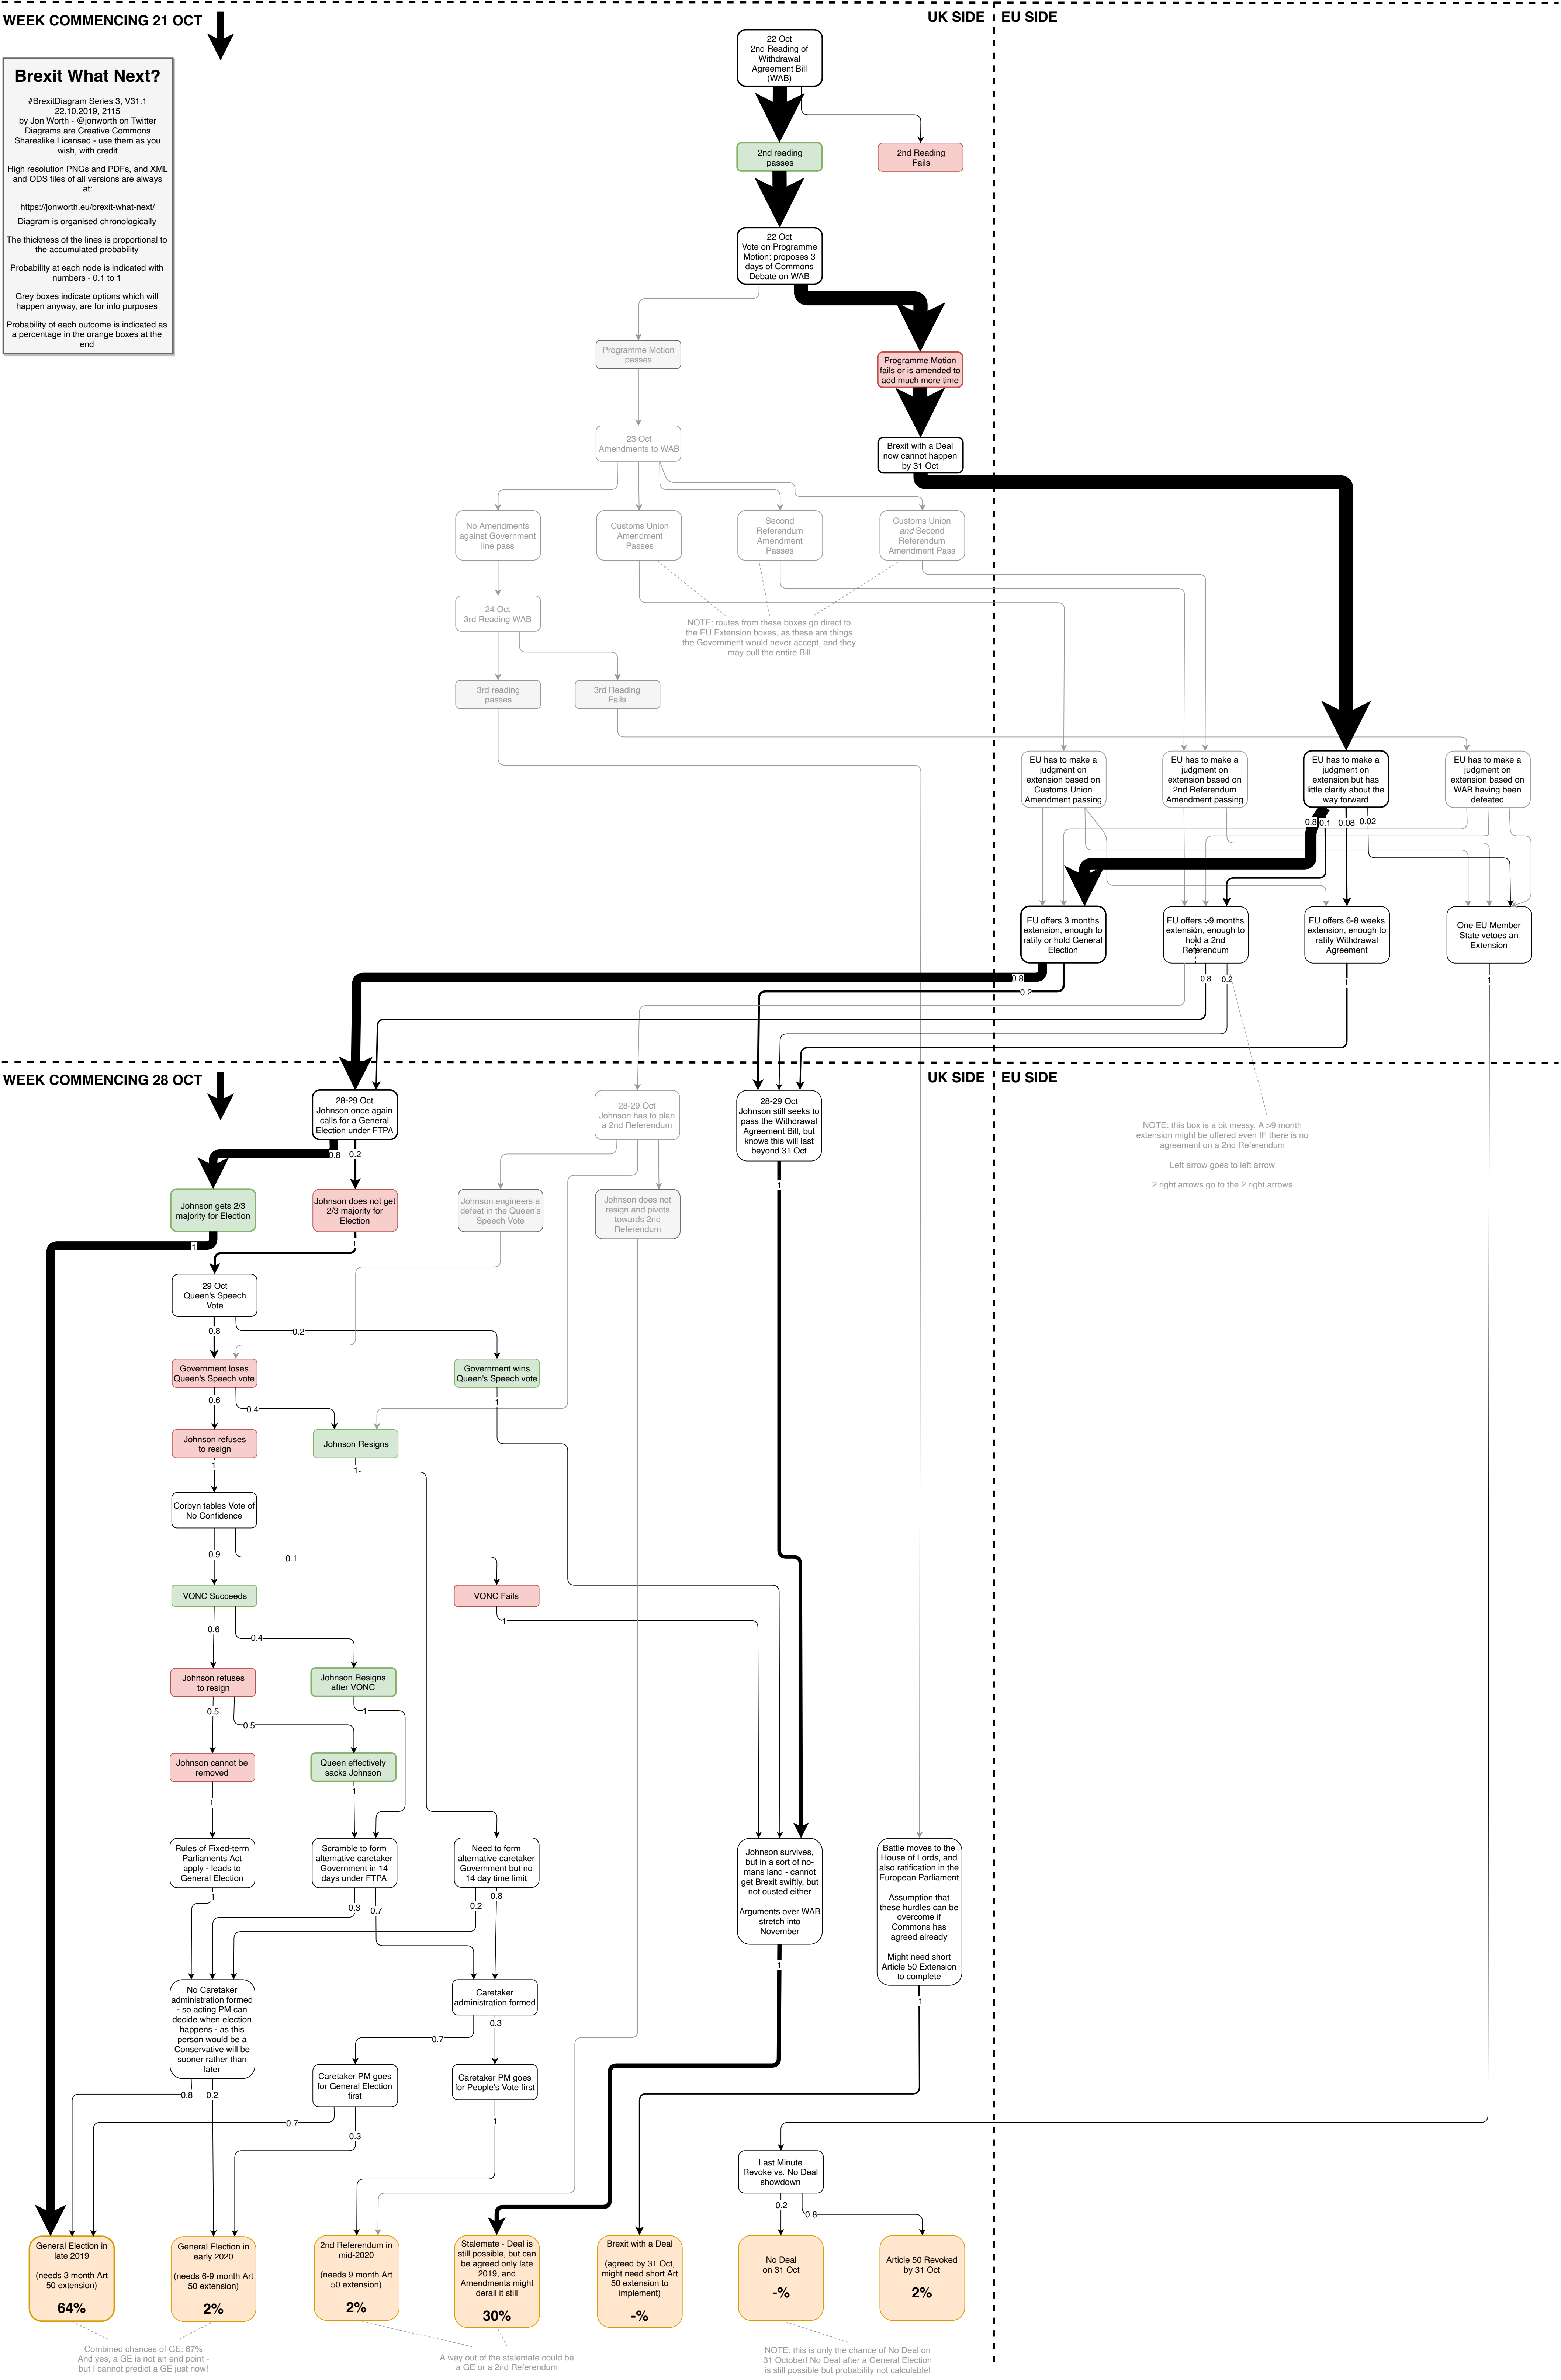 WEEK COMMENCING 21 OCT
UK SIDE
EU SIDE
Brexit What Next?
#BrexitDiagram Series 3, V31.1
22.10.2019, 2115
by Jon Worth - @jonworth on Twitter
Diagrams are Creative Commons
Sharealike Licensed - use them as you
wish, with credit
High resolution PNGs and PDFs, and XML
and ODS files of all versions are always
at:
https://jonworth.eu/brexit-what-next/
Diagram is organised chronologically
The thickness of the lines is proportional to
the accumulated probability
Probability at each node is indicated with
numbers - 0.1 to 1
Grey boxes indicate options which will
happen anyway, are for info purposes
Probability of each outcome is indicated as
a percentage in the orange boxes at the
end
22 Oct
2nd Reading of
Withdrawal
Agreement Bill
(WAB)
2nd reading
passes
2nd Reading
Fails
22 Oct
Vote on Programme
Motion: proposes 3
days of Commons
Debate on WAB
Programme Motion
passes
Programme Motion
fails or is amended to
add much more time
23 Oct
Amendments to WAB
Brexit with a Deal
now cannot happen
by 31 Oct
No Amendments
against Government
line pass
Customs Union
Amendment
Passes
Second
Referendum
Amendment
Passes
Customs Union
and Second
Referendum
Amendment Pass
24 Oct
3rd Reading WAB
NOTE: routes from these boxes go direct to
the EU Extension boxes, as these are things
the Government would never accept, and they
may pull the entire Bill
3rd reading
passes
3rd Reading
Fails
EU has to make a
judgment on
extension based on
Customs Union
Amendment passing
EU has to make a
judgment on
extension based on
2nd Referendum
Amendment passing
EU has to make a
judgment on
extension but has
little clarity about the
way forward
EU has to make a
judgment on
extension based on
WAB having been
defeated
0.8
0.1
0.08
0.02
EU offers 3 months
extension, enough to
ratify or hold General
Election
EU offers >9 months
extension, enough to
hold a 2nd
Referendum
EU offers 6-8 weeks
extension, enough to
ratify Withdrawal
Agreement
One EU Member
State vetoes an
Extension
0.8
0.2
0.8
0.2
1
1
WEEK COMMENCING 28 OCT
UK SIDE
EU SIDE
28-29 Oct
Johnson once again
calls for a General
Election under FTPA
28-29 Oct
Johnson has to plan
a 2nd Referendum
28-29 Oct
Johnson still seeks to
pass the Withdrawal
Agreement Bill, but
knows this will last
beyond 31 Oct
NOTE: this box is a bit messy. A >9 month
extension might be offered even IF there is no
agreement on a 2nd Referendum
Left arrow goes to left arrow
2 right arrows go to the 2 right arrows
0.8
0.2
1
Johnson gets 2/3
majority for Election
Johnson does not get
2/3 majority for
Election
Johnson engineers a
defeat in the Queen's
Speech Vote
Johnson does not
resign and pivots
towards 2nd
Referendum
1
1
29 Oct
Queen's Speech
Vote
0.8
0.2
Government loses
Queen's Speech vote
Government wins
Queen's Speech vote
0.6
0.4
1
Johnson refuses
to resign
Johnson Resigns
1
1
Corbyn tables Vote of
No Confidence
0.9
0.1
VONC Succeeds
VONC Fails
0.6
0.4
1
Johnson refuses
to resign
Johnson Resigns
after VONC
0.5
0.5
1
Johnson cannot be
removed
Queen effectively
sacks Johnson
1
1
Rules of Fixed-term
Parliaments Act
apply - leads to
General Election
Scramble to form
alternative caretaker
Government in 14
days under FTPA
Need to form
alternative caretaker
Government but no
14 day time limit
Johnson survives,
but in a sort of no-
mans land - cannot
get Brexit swiftly, but
not ousted either
Arguments over WAB
stretch into
November
Battle moves to the
House of Lords, and
also ratification in the
European Parliament
Assumption that
these hurdles can be
overcome if
Commons has
agreed already
Might need short
Article 50 Extension
to complete
1
0.3
0.7
0.2
0.8
1
1
No Caretaker
administration formed
- so acting PM can
decide when election
happens - as this
person would be a
Conservative will be
sooner rather than
later
Caretaker
administration formed
0.7
0.3
Caretaker PM goes
for General Election
first
Caretaker PM goes
for People's Vote first
0.8
0.2
0.7
0.3
1
Last Minute
Revoke vs. No Deal
showdown
0.2
0.8
General Election in
late 2019
(needs 3 month Art
50 extension)
64%
General Election in
early 2020
(needs 6-9 month Art
50 extension)
2%
2nd Referendum in
mid-2020
(needs 9 month Art
50 extension)
2%
Stalemate - Deal is
still possible, but can
be agreed only late
2019, and
Amendments might
derail it still
30%
Brexit with a Deal
(agreed by 31 Oct,
might need short Art
50 extension to
implement)
-%
No Deal
on 31 Oct
-%
Article 50 Revoked
by 31 Oct
2%
Combined chances of GE: 67%
And yes, a GE is not an end point -
but I cannot predict a GE just now!
A way out of the stalemate could be
a GE or a 2nd Referendum
NOTE: this is only the chance of No Deal on
31 October! No Deal after a General Election
is still possible but probability not calculable!